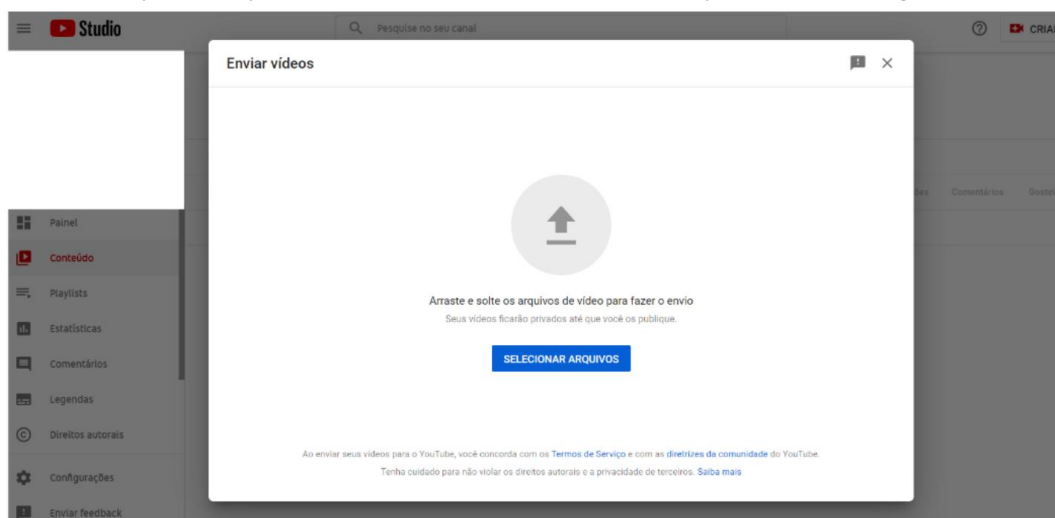 Studio
Pesquise no seu canal
CRIAR
Enviar vídeos
Comentários
Painel
Conteúdo
Playlists
Estatísticas
Comentários
Legendas
Direitos autorais
Configurações
Enviar feedback
Arraste e solte os arquivos de vídeo para fazer o envio
Seus vídeos ficarão privados até que você os publique.
SELECIONAR ARQUIVOS
Ao enviar seus vídeos para o YouTube, você concorda com os Termos de Serviço e com as diretrizes da comunidade do YouTube.
Tenha cuidado para não violar os direitos autorais e a privacidade de terceiros. Saiba mais